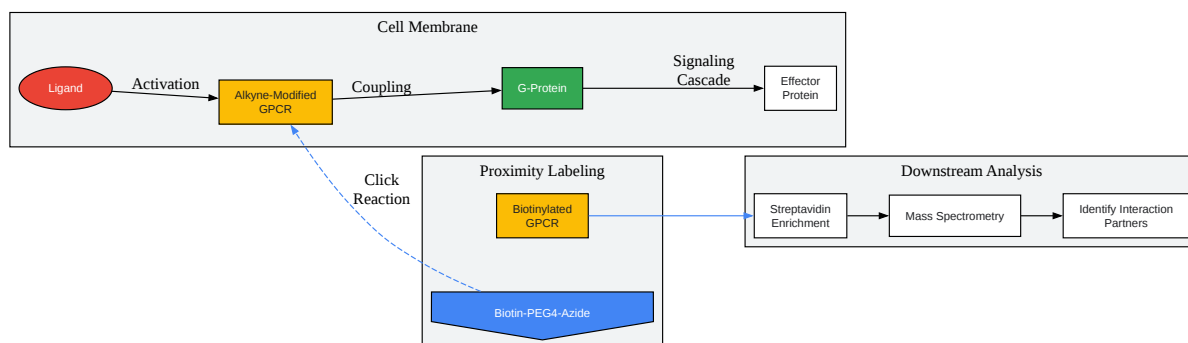 Cell Membrane
Ligand
Activation
Alkyne-Modified
GPCR
Coupling
G-Protein
Signaling
Cascade
Effector
Protein
Click
Reaction
Proximity Labeling
Biotinylated
GPCR
Biotin-PEG4-Azide
Downstream Analysis
Streptavidin
Enrichment
Mass Spectrometry
Identify Interaction
Partners